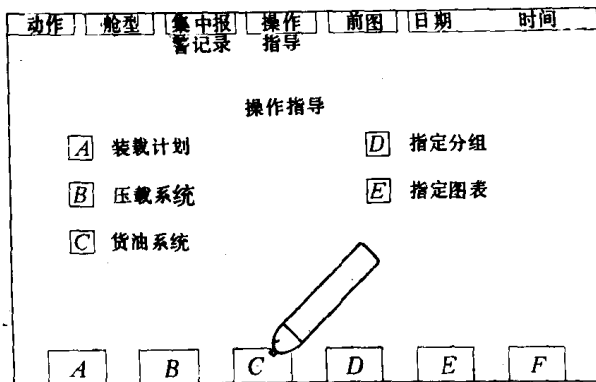 动作 舱型 集中报 操作 前图 日期 时间
警记录 指导
操作指导
A 装载计划
D 指定分组
B 压载系统
E 指定图表
C 货油系统
A B C D E F